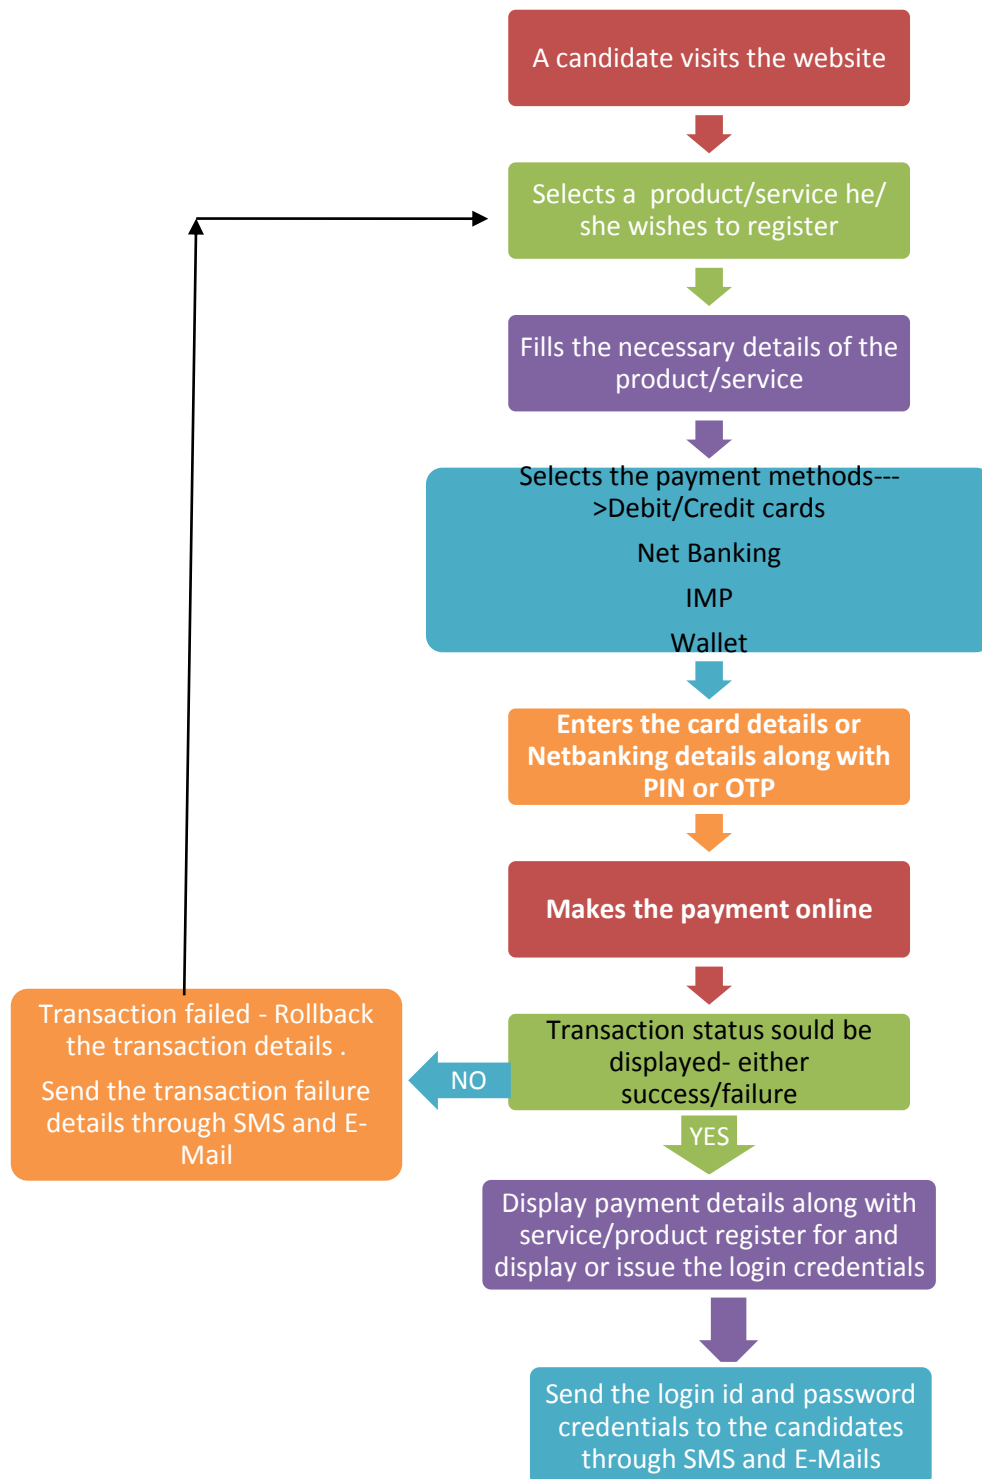 A candidate visits the website
Selects a  product/service he/
she wishes to register
Fills the necessary details of the
product/service
Selects the payment methods---
>Debit/Credit cards
Net Banking
IMP
Wallet
Enters the card details or
Netbanking details along with
PIN or OTP
Makes the payment online
Transaction status sould be
displayed- either
success/failure
NO
Transaction failed - Rollback
the transaction details .
Send the transaction failure
details through SMS and E-
Mail
YES
Display payment details along with
service/product register for and
display or issue the login credentials
Send the login id and password
credentials to the candidates
through SMS and E-Mails